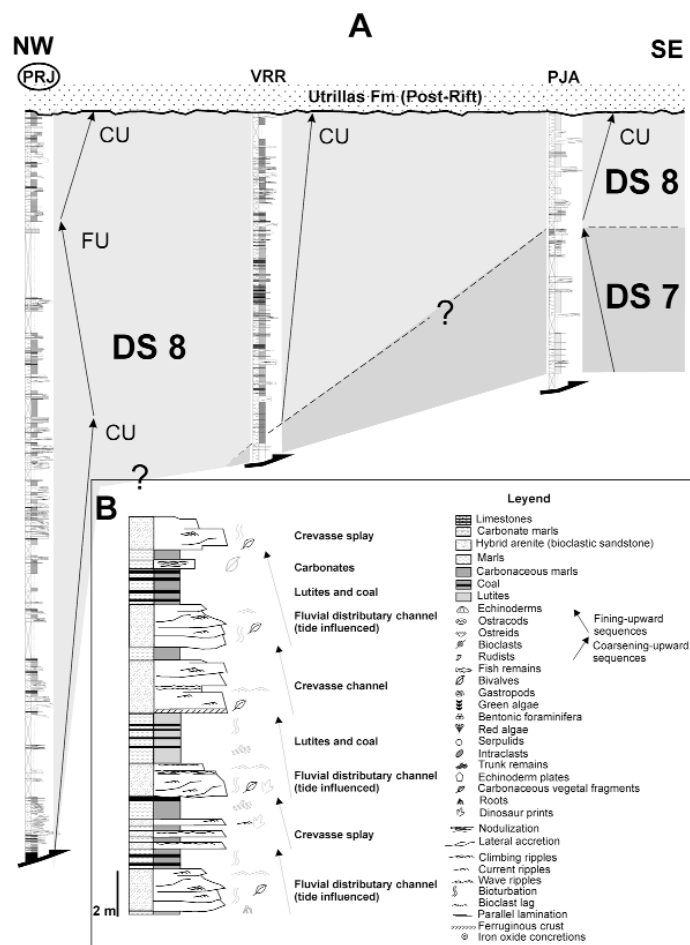 A
NW
SE
PRJ
VRR
PJA
Utrillas Fm (Post-Rift)
CU
CU
CU
FU
DS 8
DS 8
?
DS 7
CU
?
B
Leyend
Limestones
Carbonate marls
Hybrid arenite (bioclastic sandstone)
Marls
Carbonaceous marls
Coal
Lutites
Echinoderms
Ostracods
Ostreids
Bioclasts
Rudists
Fish remains
Bivalves
Gastropods
Green algae
Bentonic foraminifera
Red algae
Serpulids
Intraclasts
Trunk remains
Echinoderm plates
Carbonaceous vegetal fragments
Roots
Dinosaur prints
Nodulization
Lateral accretion
Climbing ripples
Current ripples
Wave ripples
Bioturbation
Bioclast lag
Parallel lamination
Ferruginous crust
Iron oxide concretions
Fining-upward
sequences
Coarsening-upward
sequences
Crevasse splay
Carbonates
Lutites and coal
Fluvial distributary channel
(tide influenced)
Crevasse channel
Lutites and coal
Fluvial distributary channel
(tide influenced)
Crevasse splay
Fluvial distributary channel
(tide influenced)
2 m